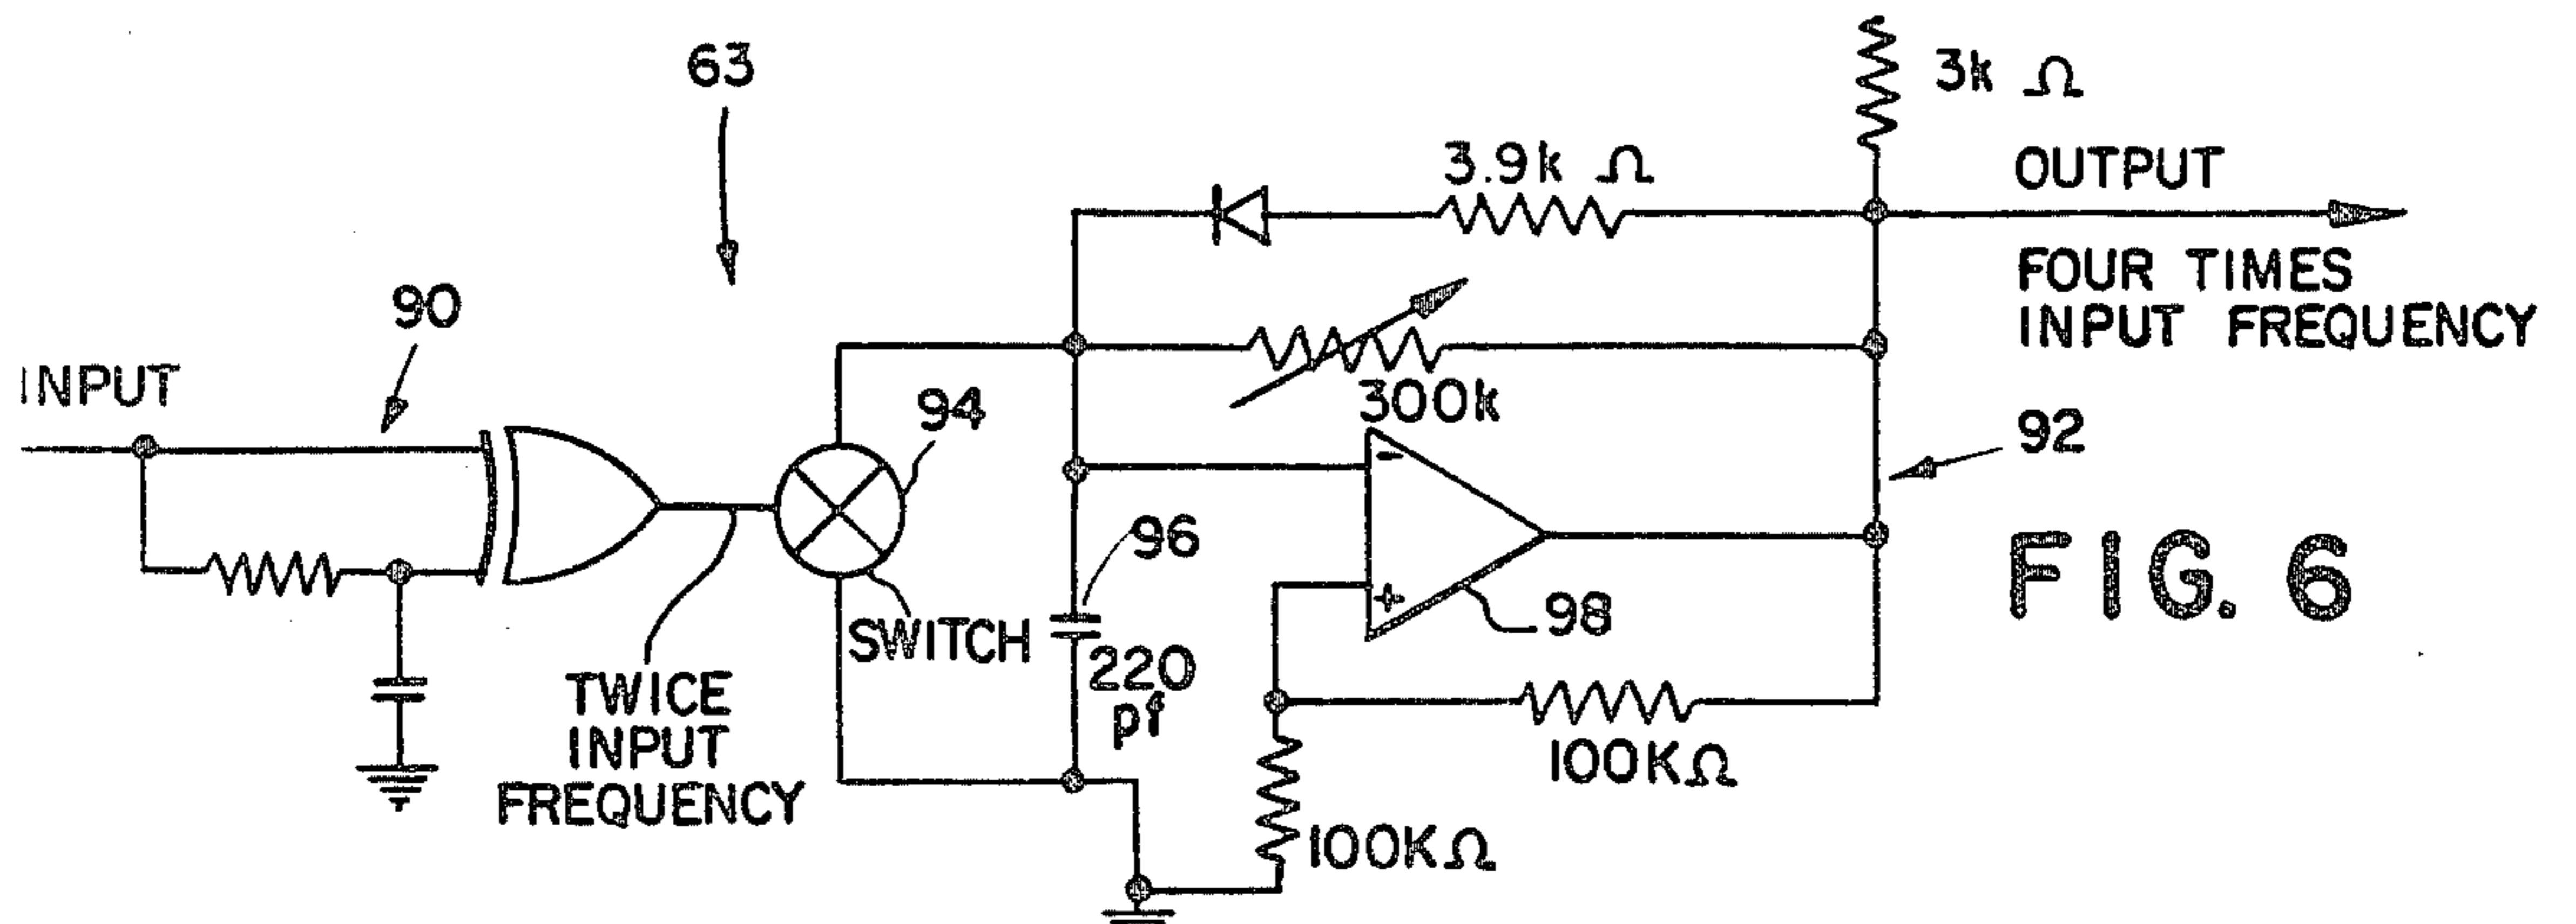 63
3k Ω
3.9k Ω
OUTPUT
FOUR TIMES
INPUT FREQUENCY
90
INPUT
94
300k
92
-
96
+
98
SWITCH
220
pf
TWICE
INPUT
FREQUENCY
100KΩ
100KΩ
FIG. 6